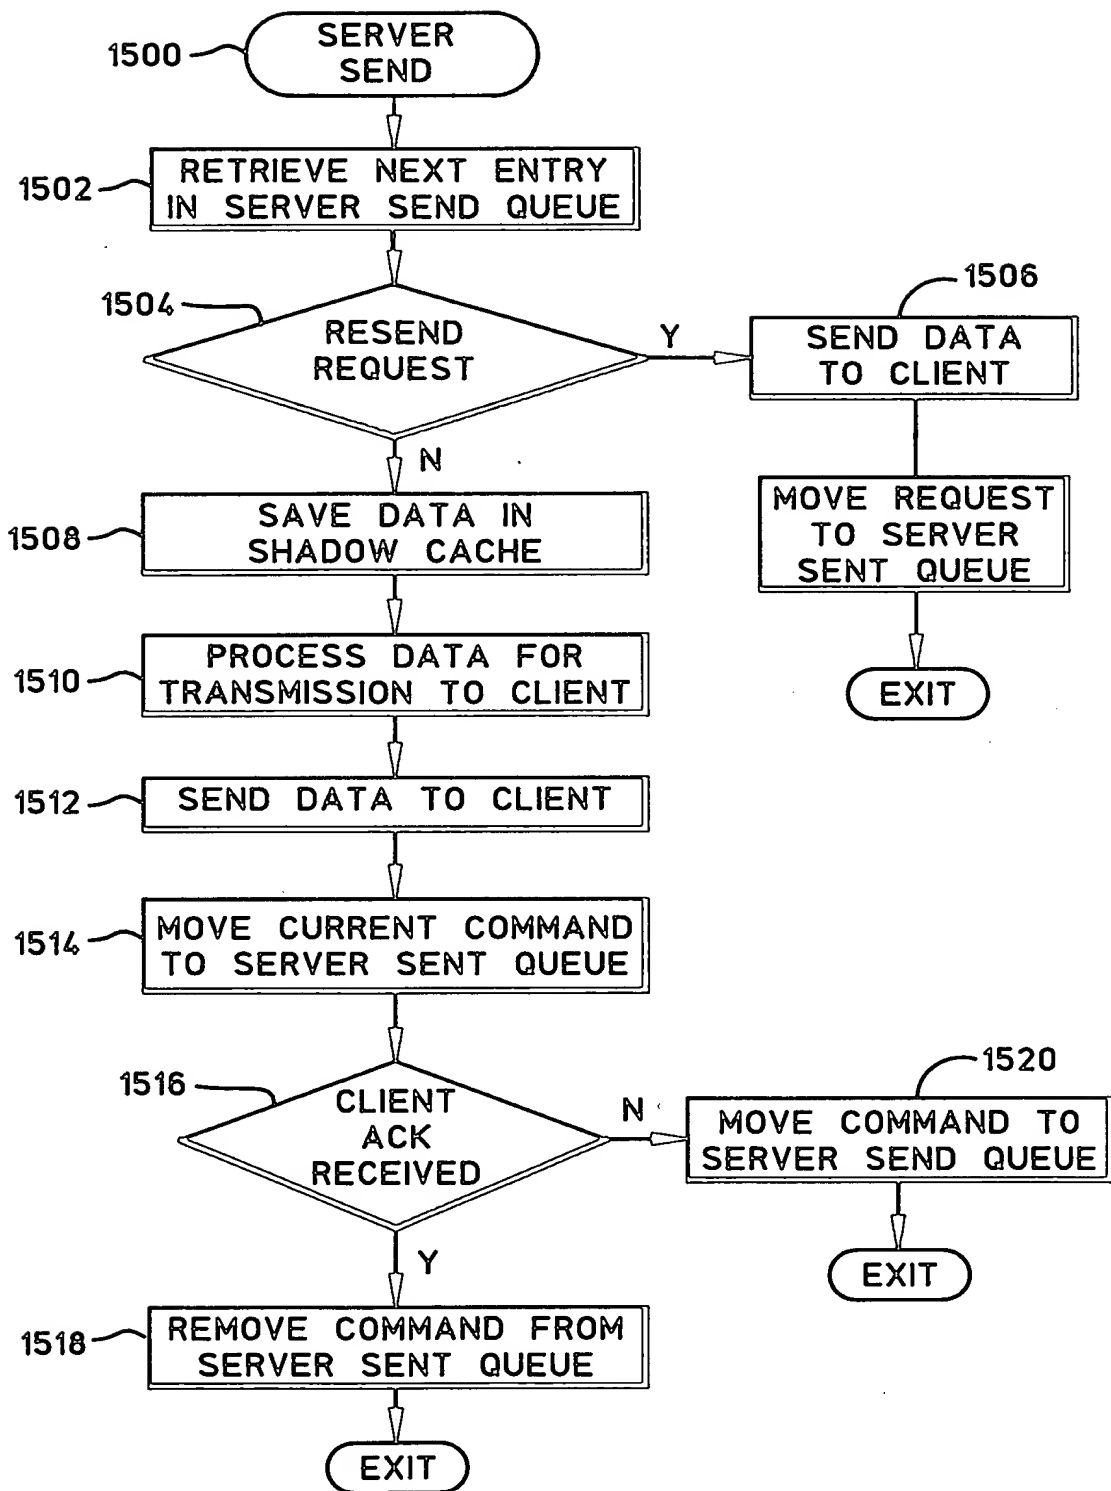 1500
SERVER
SEND
1502
RETRIEVE NEXT ENTRY
IN SERVER SEND QUEUE
1504
RESEND
REQUEST
Y
N
1506
SEND DATA
TO CLIENT
MOVE REQUEST
TO SERVER
SENT QUEUE
EXIT
1508
SAVE DATA IN
SHADOW CACHE
1510
PROCESS DATA FOR
TRANSMISSION TO CLIENT
1512
SEND DATA TO CLIENT
1514
MOVE CURRENT COMMAND
TO SERVER SENT QUEUE
1516
CLIENT
ACK
RECEIVED
N
Y
1520
MOVE COMMAND TO
SERVER SEND QUEUE
EXIT
1518
REMOVE COMMAND FROM
SERVER SENT QUEUE
EXIT